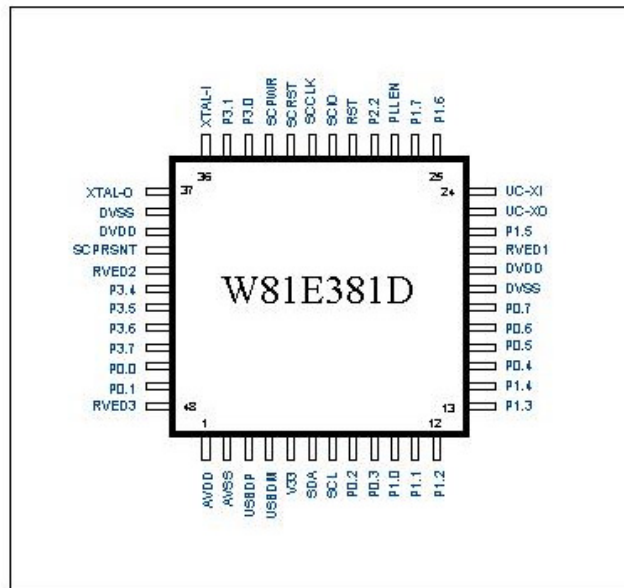 XTAL-I
P3.1
P3.0
SCPWR
SCRST
SCCLK
SCIO
RST
P2.2
PLLEN
P1.7
P1.6
36
25
XTAL-O
37
24
UC-XI
DVSS
UC-XO
DVDD
P1.5
SCPRSNT
RVED1
RVED2
DVDD
P3.4
DVSS
W81E381D
P3.5
P0.7
P3.6
P0.6
P3.7
P0.5
P0.0
P0.4
P0.1
P1.4
RVED3
48
13
P1.3
1
12
AVDD
AVSS
USBDP
USBDM
V33
SDA
SCL
P0.2
P0.3
P1.0
P1.1
P1.2